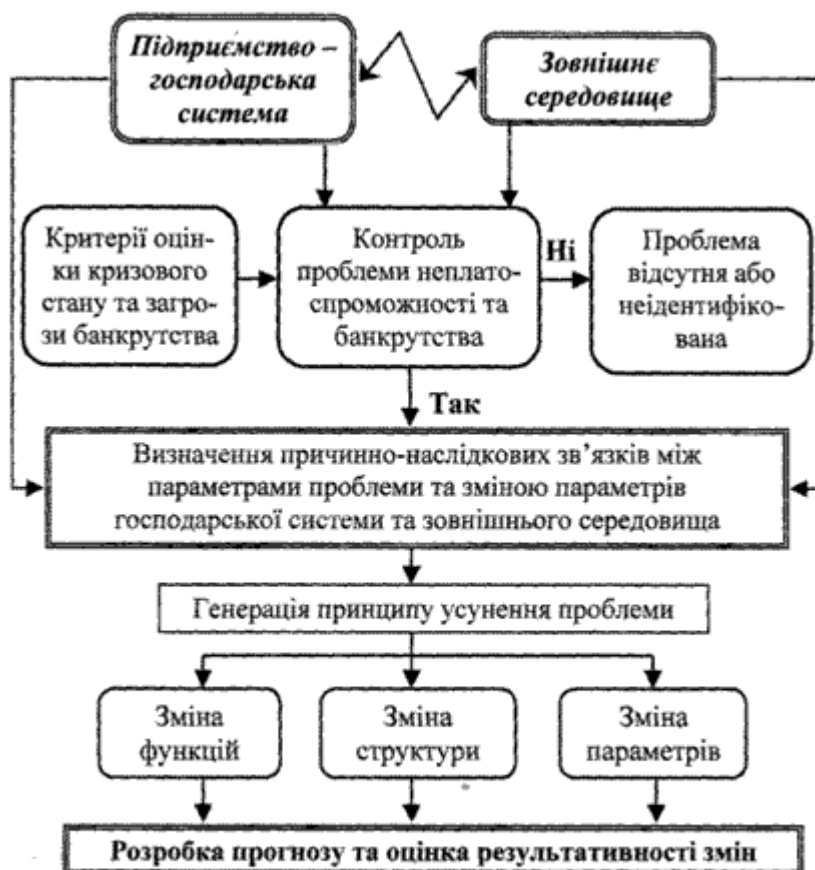 Підприємство –
господарська
система
Зовнішнє
середовище
Критерії оцін-
ки кризового
стану та загро-
зи банкрутства
Контроль
проблеми неплато-
спроможності та
банкрутства
Ні
Проблема
відсутня або
неідентифіко-
вана
Так
Визначення причинно-наслідкових зв’язків між
параметрами проблеми та зміною параметрів
господарської системи та зовнішнього середовища
Генерація принципу усунення проблеми
Зміна
функцій
Зміна
структури
Зміна
параметрів
Розробка прогнозу та оцінка результативності змін